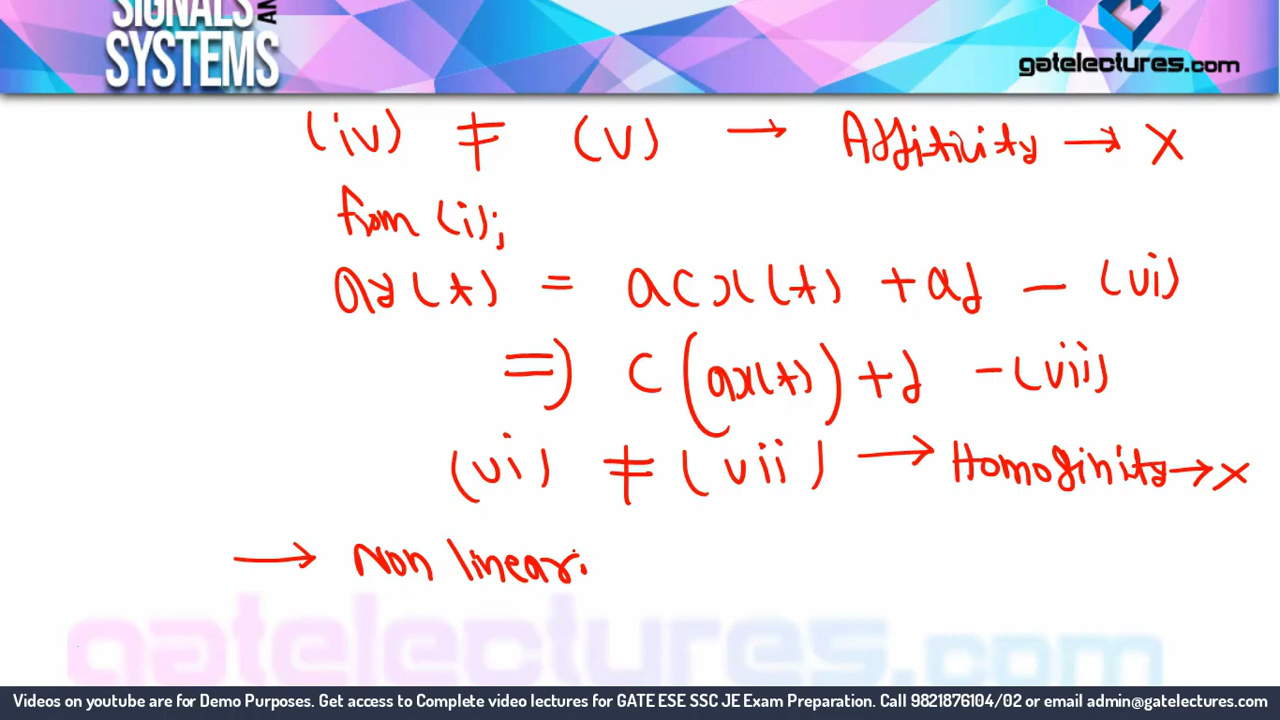 SIGNALS AN
SYSTEMS
gatelectures.com
(iv) ≠ (v) → Additivity → X
from (i);
ay(t) = acx(t) + ad - (vi)
=> c(ax(t)) + d - (vii)
(vi) ≠ (vii) → Homoginity → X
→ Non linear.
gatelectures.com
Videos on youtube are for Demo Purposes. Get access to Complete video lectures for GATE ESE SSC JE Exam Preparation. Call 9821876104/02 or email admin@gatelectures.com